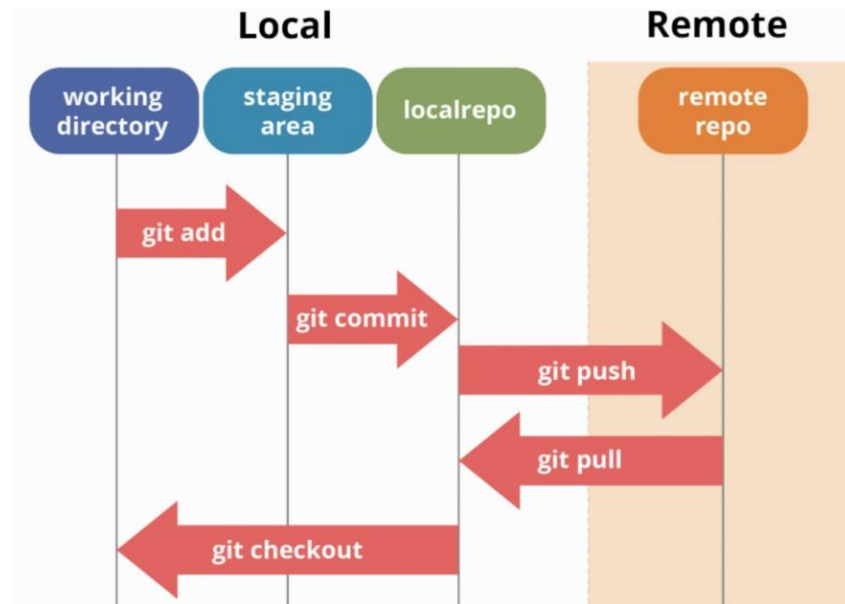 Local
Remote
working
directory
staging
area
localrepo
remote
repo
git add
git commit
git push
git pull
git checkout